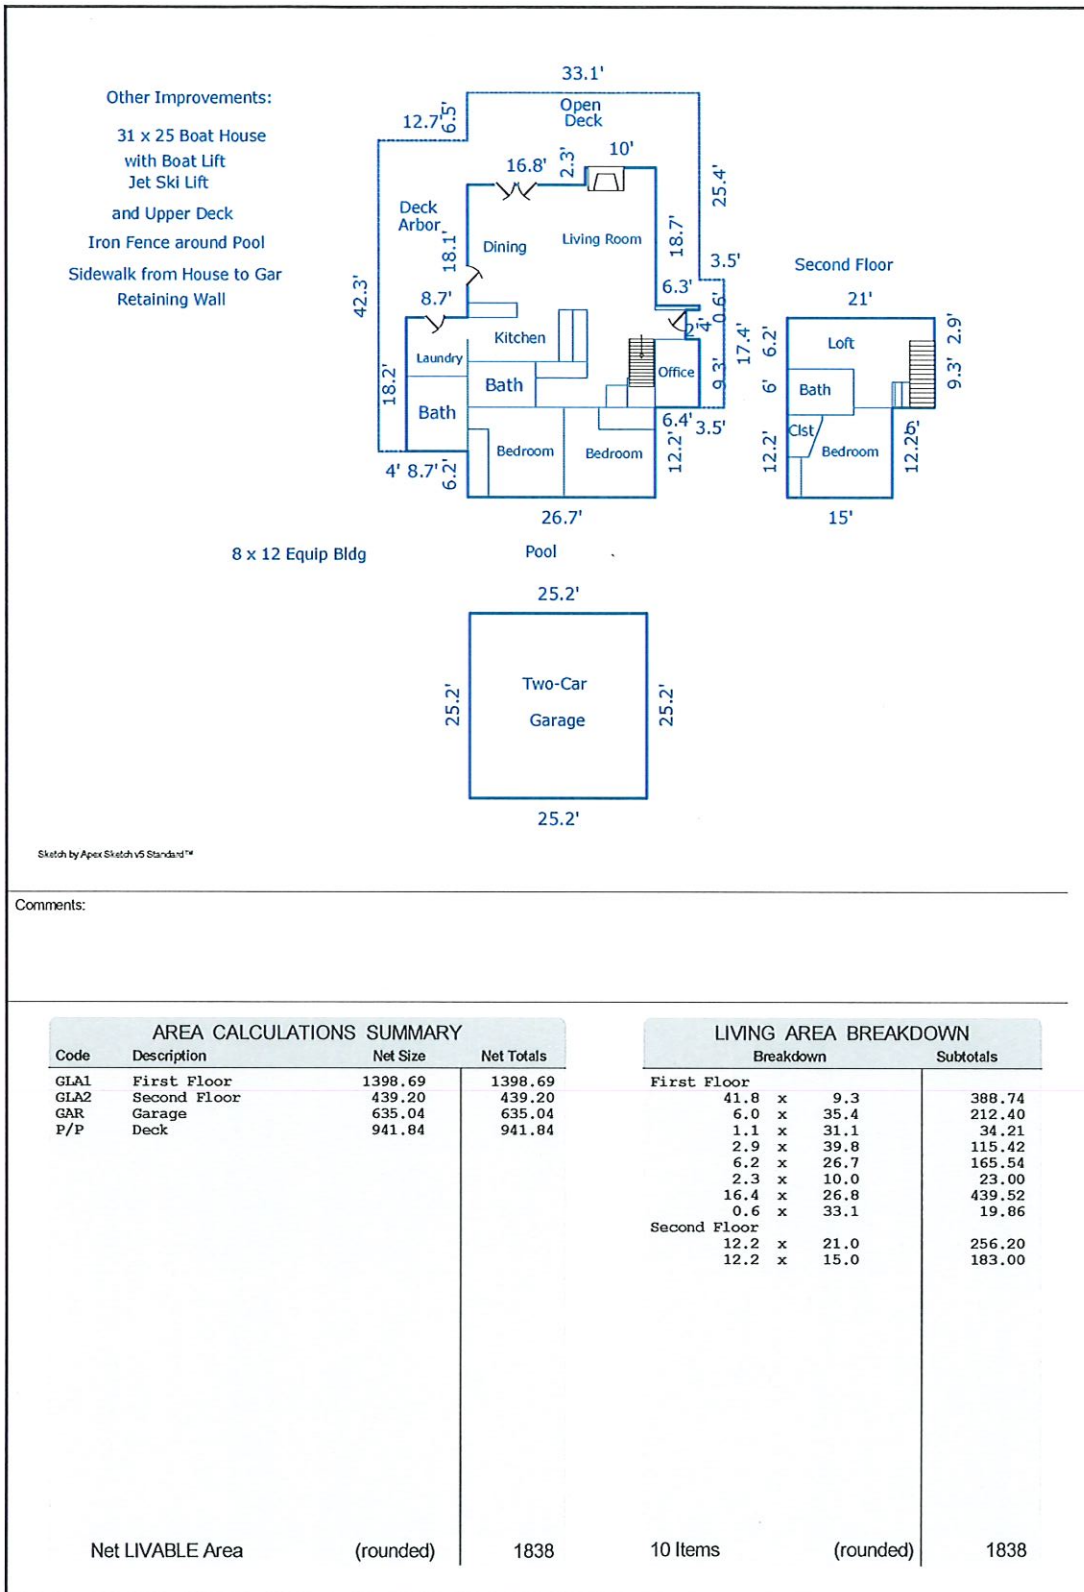 Other Improvements:
31 x 25 Boat House
with Boat Lift
Jet Ski Lift
and Upper Deck
Iron Fence around Pool
Sidewalk from House to Gar
Retaining Wall
33.1'
Open
Deck
12.7'
6.5'
16.8'
2.3'
10'
25.4'
Deck
Arbor
18.1'
Dining
Living Room
18.7'
3.5'
42.3'
8.7'
6.3'
0.6'
2'
4'
17.4'
Kitchen
Laundry
18.2'
Bath
Office
9.3'
Bath
6.4'
3.5'
12.2'
Bedroom
Bedroom
4'
8.7'
6.2'
26.7'
Second Floor
21'
6.2'
Loft
2.9'
9.3'
6'
Bath
12.2'
Clst
Bedroom
12.2'
6'
15'
8 x 12 Equip Bldg
Pool
25.2'
25.2'
Two-Car
Garage
25.2'
25.2'
Sketch by Apex Sketch v5 Standard™
Comments:
AREA CALCULATIONS SUMMARY
Code Description Net Size Net Totals
GLA1 First Floor 1398.69 1398.69
GLA2 Second Floor 439.20 439.20
GAR Garage 635.04 635.04
P/P Deck 941.84 941.84
Net LIVABLE Area (rounded) 1838
LIVING AREA BREAKDOWN
Breakdown Subtotals
First Floor
41.8 x 9.3 388.74
6.0 x 35.4 212.40
1.1 x 31.1 34.21
2.9 x 39.8 115.42
6.2 x 26.7 165.54
2.3 x 10.0 23.00
16.4 x 26.8 439.52
0.6 x 33.1 19.86
Second Floor
12.2 x 21.0 256.20
12.2 x 15.0 183.00
10 Items (rounded) 1838